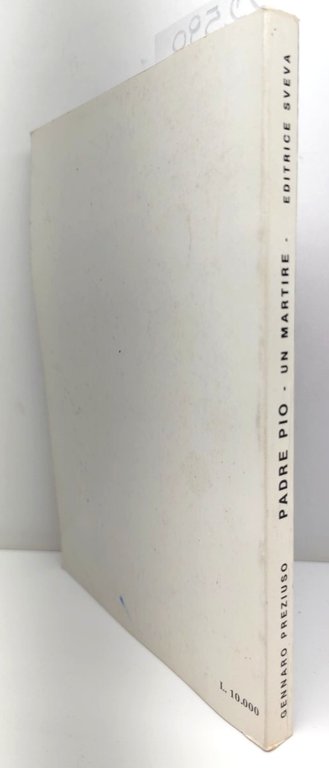 GENNARO PREZIUSO PADRE PIO - UN MARTIRE - EDITRICE SVEVA
L. 10.000